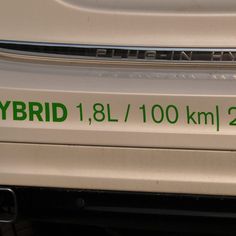 PLUG-IN HY
YBRID 1,8L / 100 km| 2